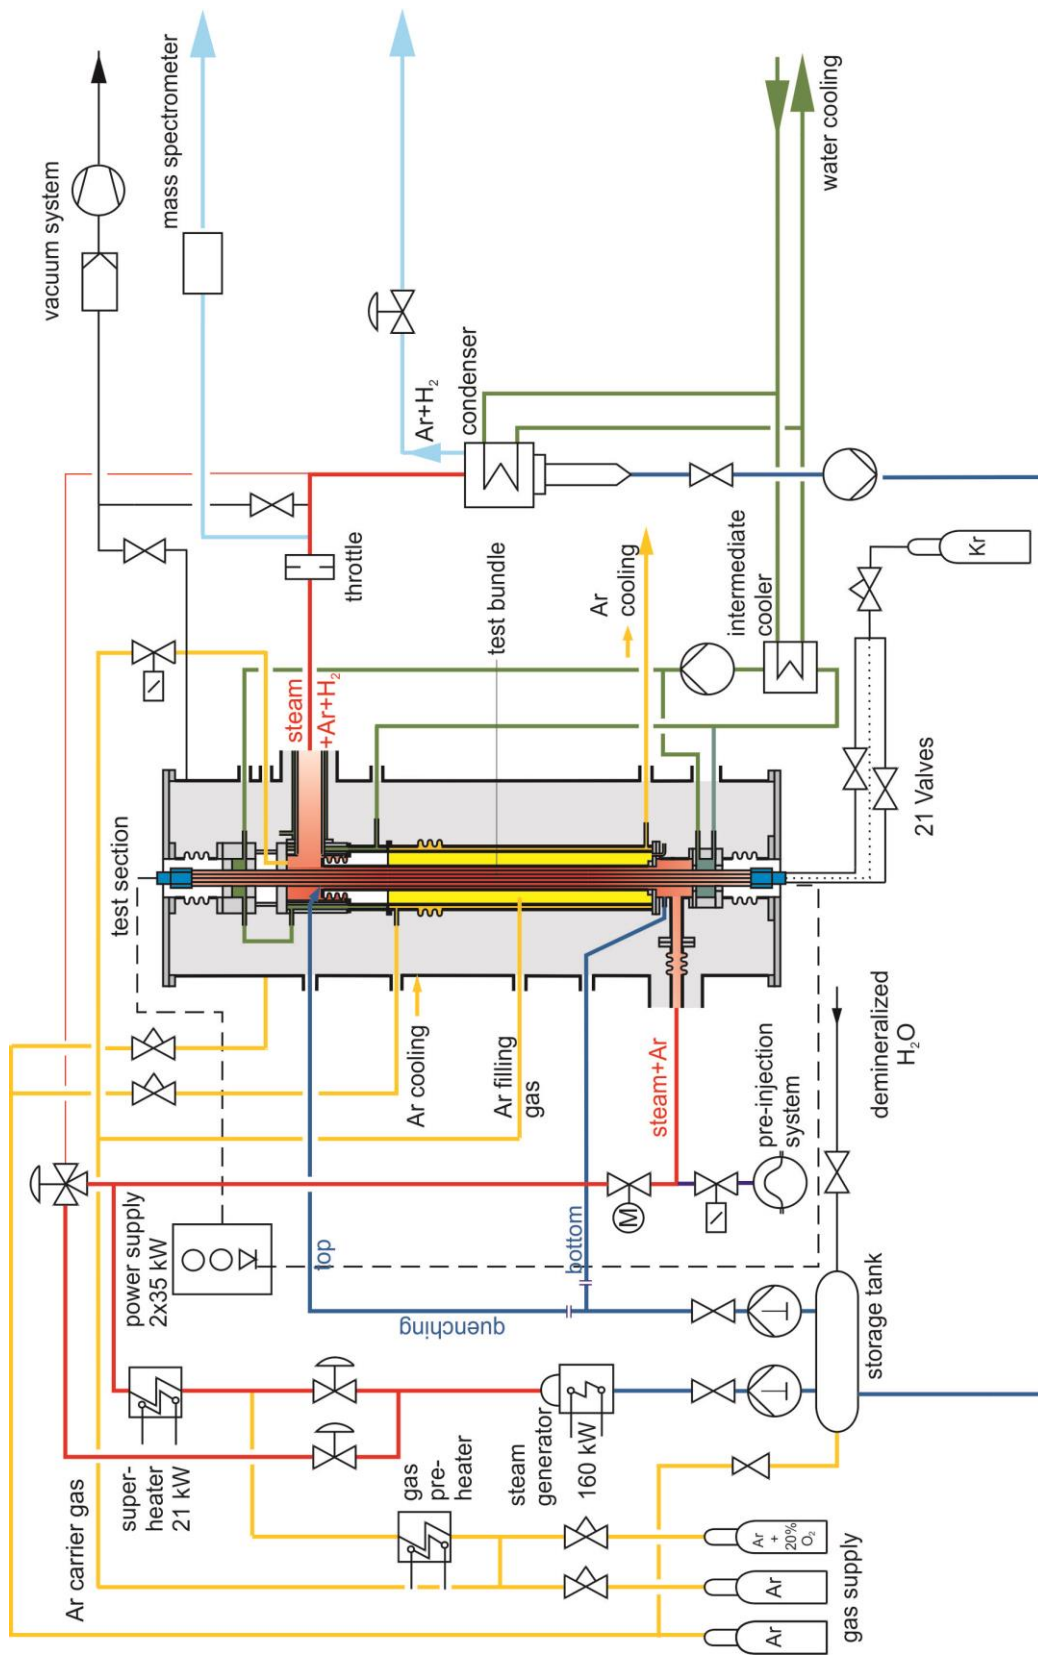 vacuum system
mass spectrometer
Ar+H₂
condenser
water cooling
throttle
test bundle
Ar
cooling
intermediate
cooler
Kr
21 Valves
steam
+Ar+H₂
test section
Ar cooling
Ar filling
gas
steam+Ar
demineralized
H₂O
pre-injection
system
M
power supply
2x35 kW
top
bottom
quenching
storage tank
super-
heater
21 kW
gas
pre-
heater
steam
generator
160 kW
Ar carrier gas
Ar
+
20%
O₂
Ar
Ar
gas supply